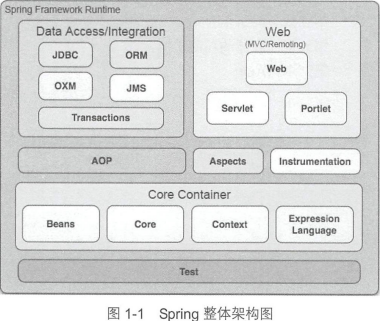 Spring Framework Runtime
Data Access/Integration
JDBC
ORM
OXM
JMS
Transactions
Web
(MVC/Remoting)
Web
Servlet
Portlet
AOP
Aspects
Instrumentation
Core Container
Beans
Core
Context
Expression
Language
Test
图 1-1 Spring 整体架构图